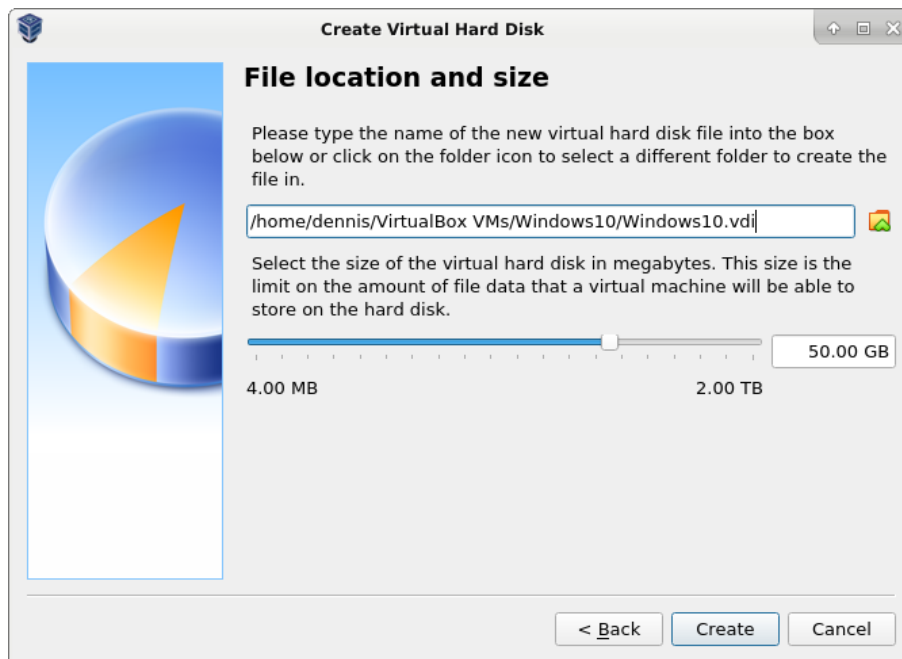 Create Virtual Hard Disk
File location and size
Please type the name of the new virtual hard disk file into the box
below or click on the folder icon to select a different folder to create the
file in.
/home/dennis/VirtualBox VMs/Windows10/Windows10.vdi
Select the size of the virtual hard disk in megabytes. This size is the
limit on the amount of file data that a virtual machine will be able to
store on the hard disk.
50.00 GB
4.00 MB
2.00 TB
< Back
Create
Cancel